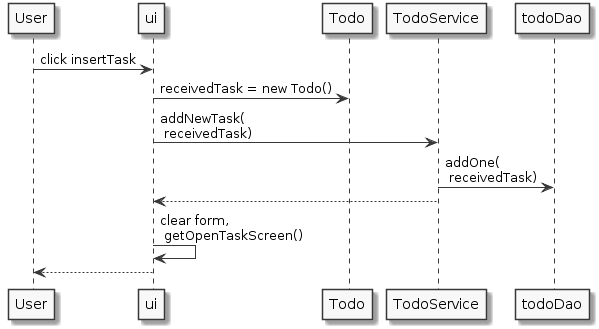 User ui Todo TodoService todoDao
click insertTask
receivedTask = new Todo()
addNewTask(
receivedTask)
addOne(
receivedTask)
clear form,
getOpenTaskScreen()
User ui Todo TodoService todoDao